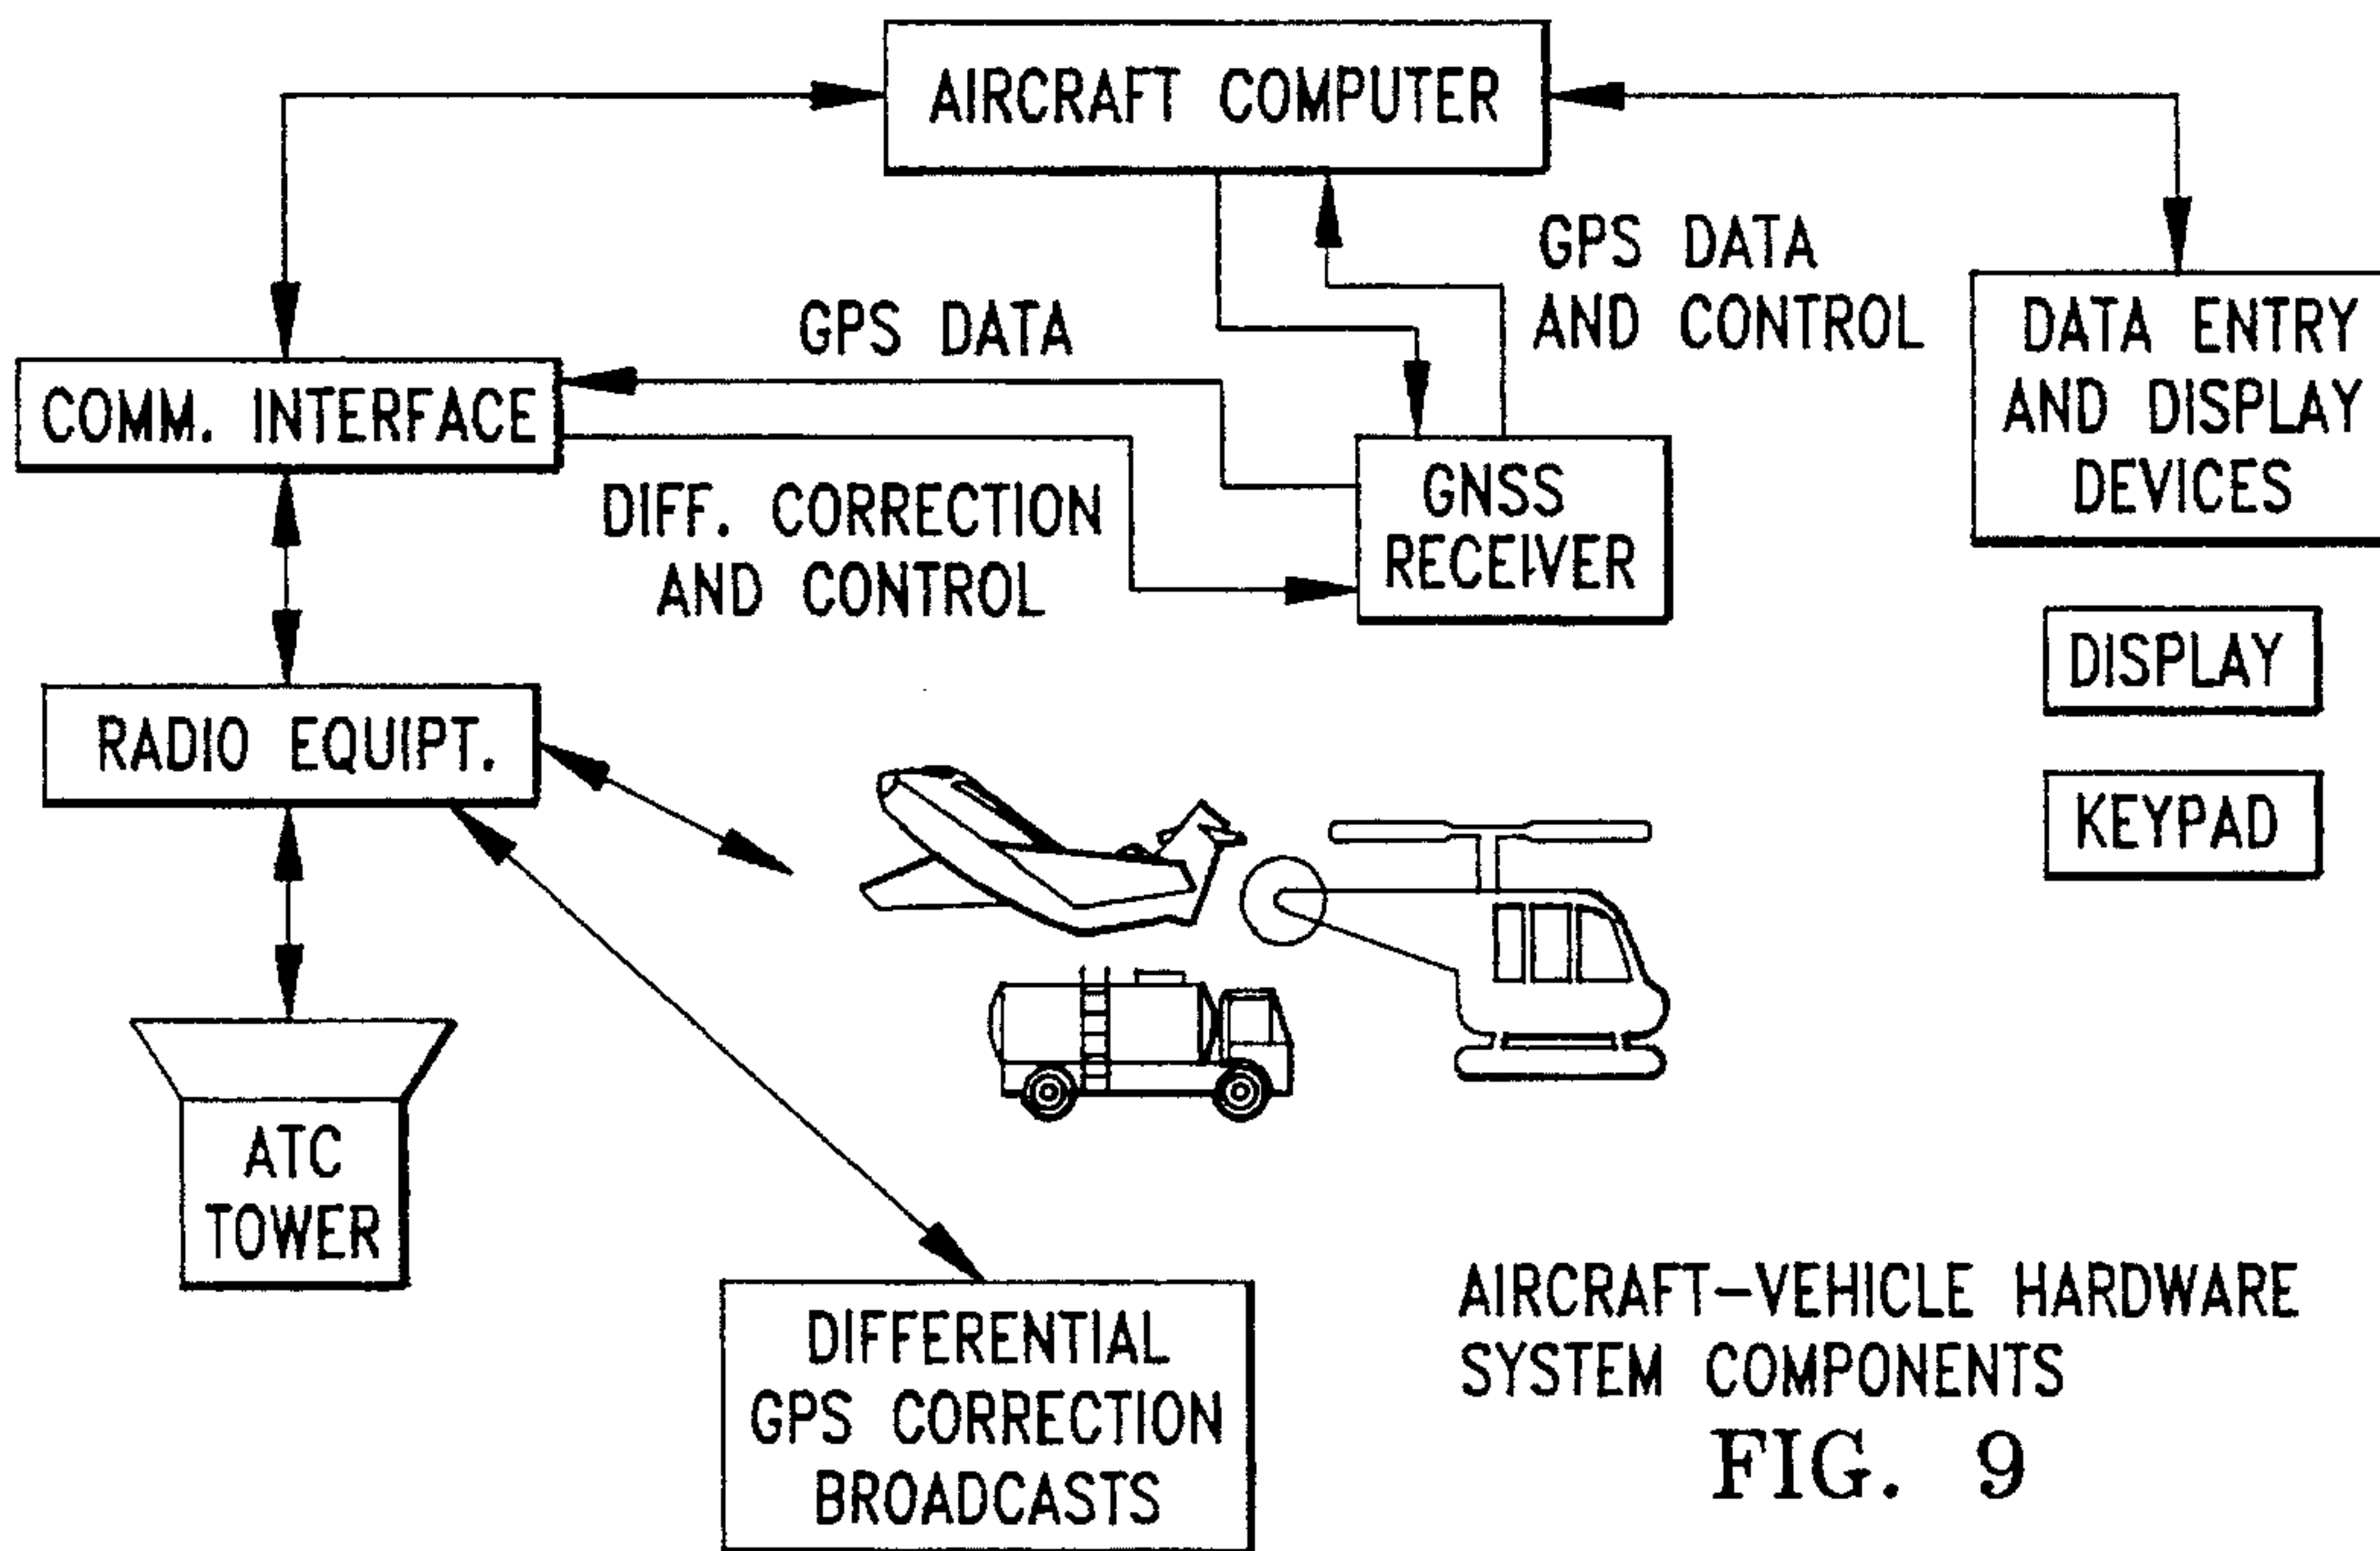 AIRCRAFT COMPUTER
GPS DATA
AND CONTROL
GPS DATA
COMM. INTERFACE
DATA ENTRY
AND DISPLAY
DEVICES
DIFF. CORRECTION
AND CONTROL
GNSS
RECEIVER
DISPLAY
RADIO EQUIPT.
KEYPAD
ATC
TOWER
DIFFERENTIAL
GPS CORRECTION
BROADCASTS
AIRCRAFT-VEHICLE HARDWARE
SYSTEM COMPONENTS
FIG. 9